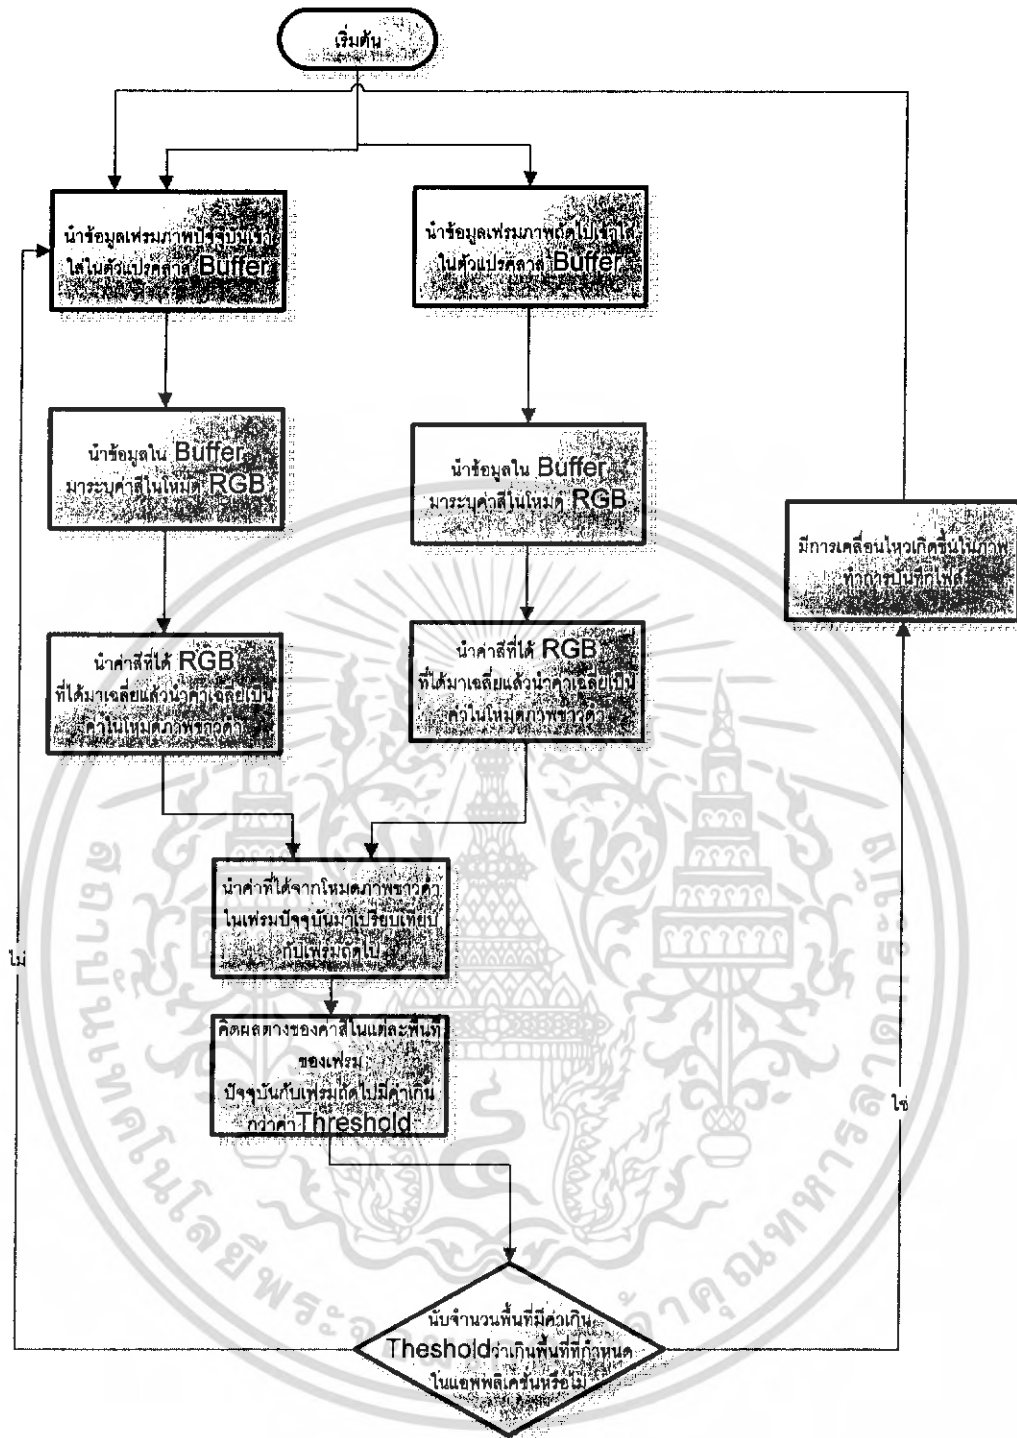 เริ่มต้น
นำข้อมูลเฟรมภาพปัจจุบันเข้า
ใส่ในตัวแปรคลาส Buffer
นำข้อมูลเฟรมภาพถัดไปเข้าใส่
ในตัวแปรคลาส Buffer
นำข้อมูลใน Buffer
มาระบุค่าสีในโหมด RGB
นำข้อมูลใน Buffer
มาระบุค่าสีในโหมด RGB
มีการเคลื่อนไหวเกิดขึ้นในภาพ
ทำการบันทึกไฟล์
นำค่าสีที่ได้ RGB
ที่ได้มาเฉลี่ยแล้วนำค่าเฉลี่ยเป็น
ค่าในโหมดภาพขาวดำ
นำค่าสีที่ได้ RGB
ที่ได้มาเฉลี่ยแล้วนำค่าเฉลี่ยเป็น
ค่าในโหมดภาพขาวดำ
นำค่าที่ได้จากโหมดภาพขาวดำ
ในเฟรมปัจจุบันมาเปรียบเทียบ
กับเฟรมถัดไป
ไม่
คิดผลต่างของค่าสีในแต่ละพื้นที่
ของเฟรม
ปัจจุบันกับเฟรมถัดไปมีค่าเกิน
กว่าค่าThreshold
ใช่
นับจำนวนพื้นที่มีค่าเกิน
Thesholdว่าเกินพื้นที่ที่กำหนด
ในแอพพลิเคชั่นหรือไม่